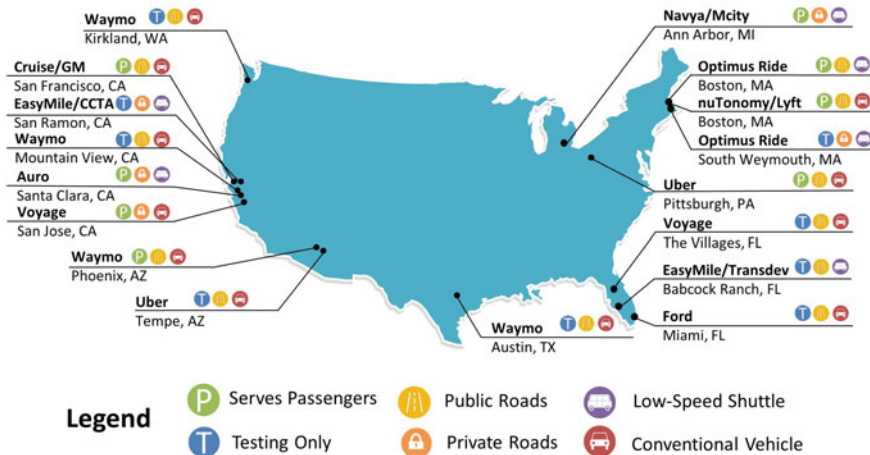 Waymo T
Kirkland, WA
Cruise/GM P
San Francisco, CA
EasyMile/CCTA T
San Ramon, CA
Waymo T
Mountain View, CA
Auro P
Santa Clara, CA
Voyage P
San Jose, CA
Waymo P
Phoenix, AZ
Uber T
Tempe, AZ
Waymo T
Austin, TX
Navya/Mcity P
Ann Arbor, MI
Optimus Ride P
Boston, MA
nuTonomy/Lyft P
Boston, MA
Optimus Ride T
South Weymouth, MA
Uber P
Pittsburgh, PA
Voyage T
The Villages, FL
EasyMile/Transdev T
Babcock Ranch, FL
Ford T
Miami, FL
Legend
P Serves Passengers
Public Roads
Low-Speed Shuttle
T Testing Only
Private Roads
Conventional Vehicle